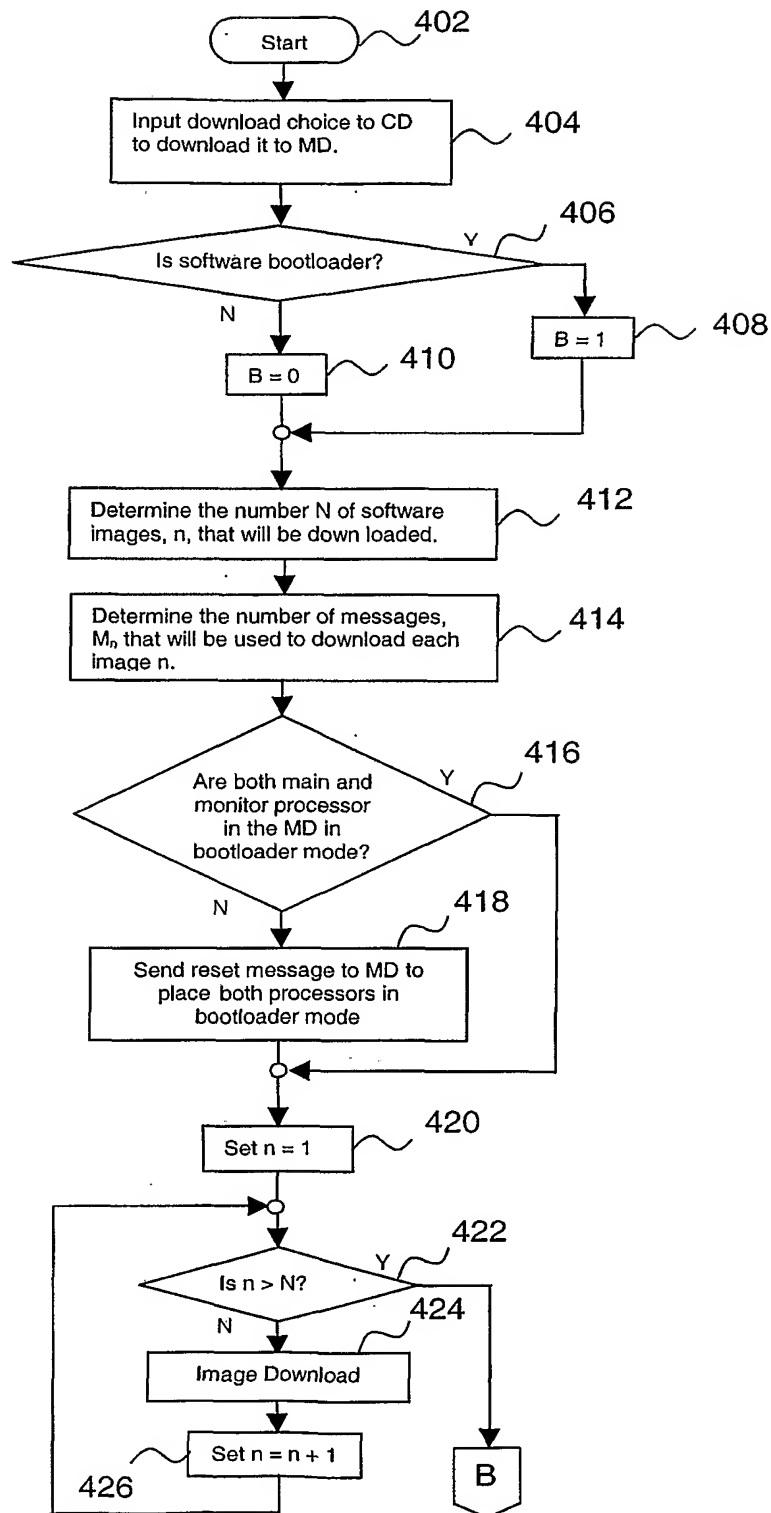 Start
402
Input download choice to CD
to download it to MD.
404
406
Y
Is software bootloader?
N
B = 1
408
B = 0
410
Determine the number N of software
images, n, that will be down loaded.
412
Determine the number of messages,
Mn that will be used to download each
image n.
414
Y
416
Are both main and
monitor processor
in the MD in
bootloader mode?
N
418
Send reset message to MD to
place both processors in
bootloader mode
Set n = 1
420
422
Y
Is n > N?
N
424
Image Download
Set n = n + 1
426
B